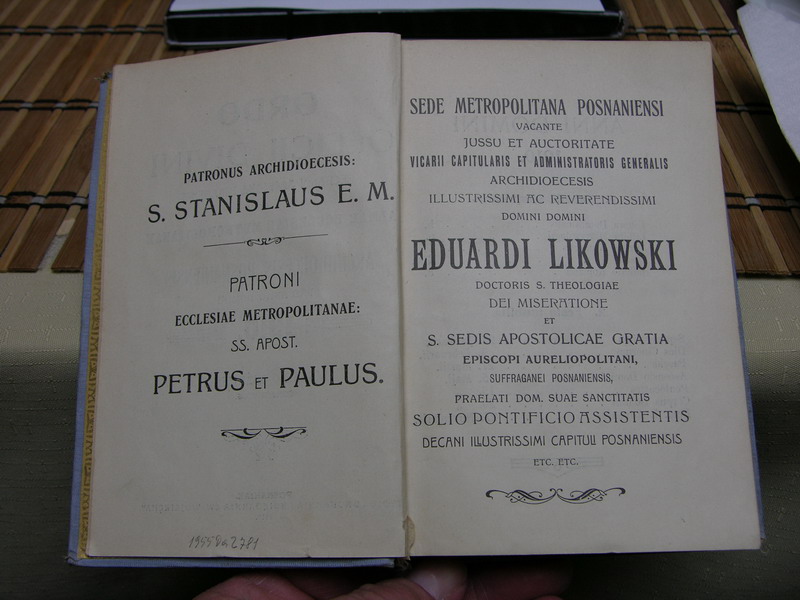 PATRONUS ARCHIDIOECESIS:
S. STANISLAUS E. M.
PATRONI
ECCLESIAE METROPOLITANAE:
SS. APOST.
PETRUS ET PAULUS.
SEDE METROPOLITANA POSNANIENSI
VACANTE
JUSSU ET AUCTORITATE
VICARII CAPITULARIS ET ADMINISTRATORIS GENERALIS
ARCHIDIOECESIS
ILLUSTRISSIMI AC REVERENDISSIMI
DOMINI DOMINI
EDUARDI LIKOWSKI
DOCTORIS S. THEOLOGIAE
DEI MISERATIONE
ET
S. SEDIS APOSTOLICAE GRATIA
EPISCOPI AURELIOPOLITANI,
SUFFRAGANEI POSNANIENSIS,
PRAELATI DOM. SUAE SANCTITATIS
SOLIO PONTIFICIO ASSISTENTIS
DECANI ILLUSTRISSIMI CAPITULI POSNANIENSIS
ETC. ETC.